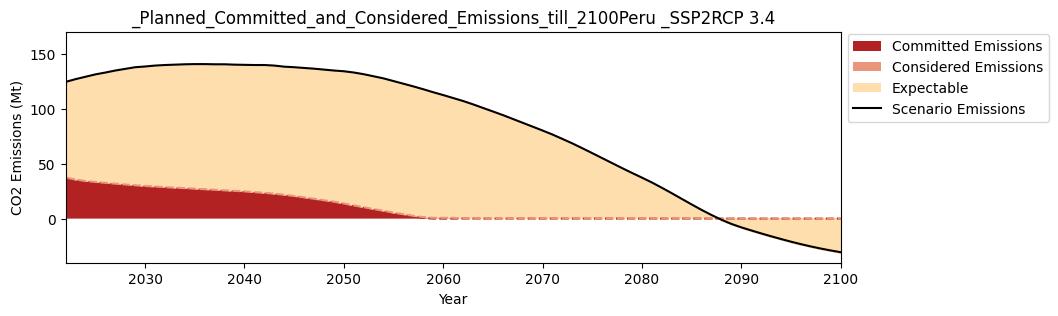 _Planned_Committed_and_Considered_Emissions_till_2100Peru _SSP2RCP 3.4
150
100
50
0
CO2 Emissions (Mt)
2030
2040
2050
2060
2070
2080
2090
2100
Year
Committed Emissions
Considered Emissions
Expectable
Scenario Emissions